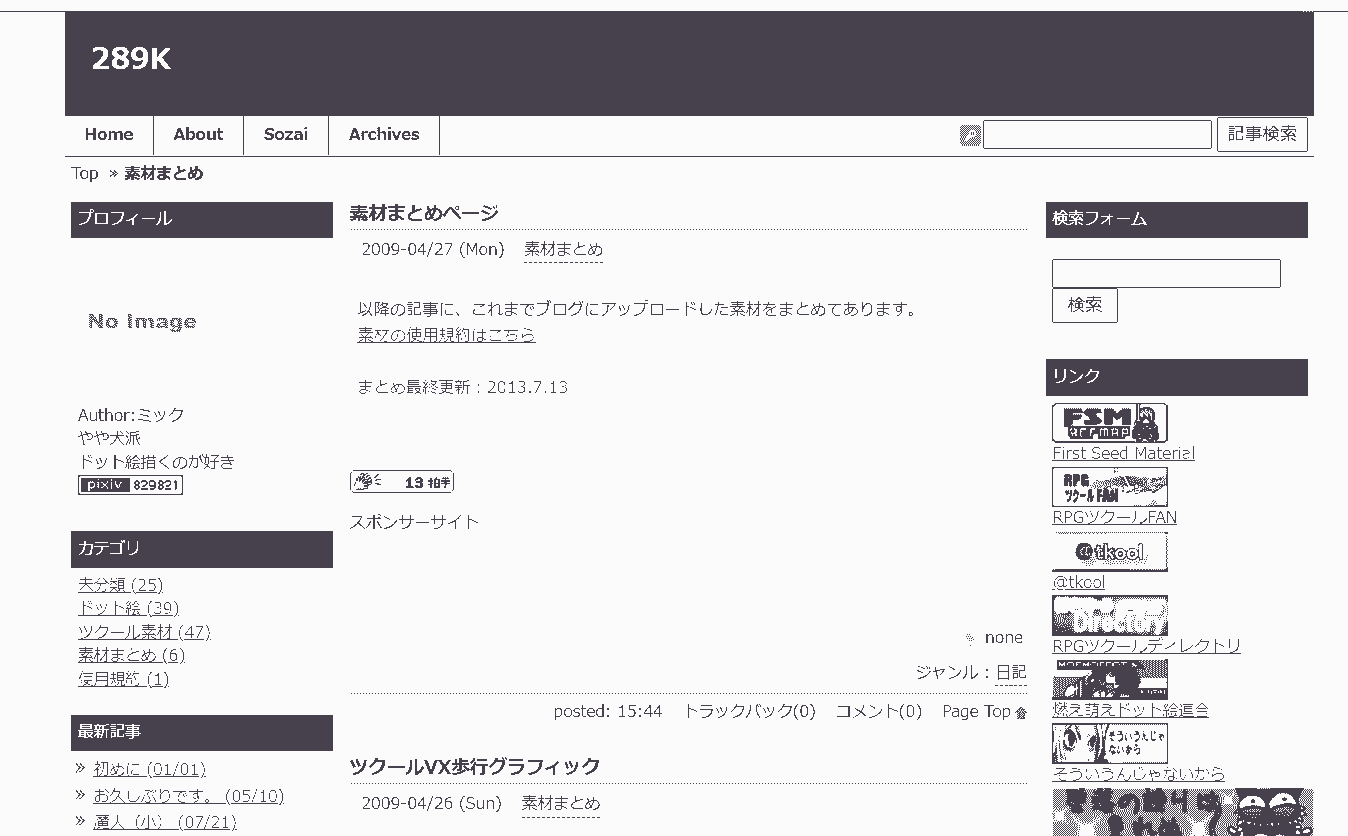 289K
Home
About
Sozai
Archives
記事検索
Top » 素材まとめ
プロフィール
No Image
Author:ミック
やや犬派
ドット絵描くのが好き
pixiv 829821
カテゴリ
未分類 (25)
ドット絵 (39)
ツクール素材 (47)
素材まとめ (6)
使用規約 (1)
最新記事
» 初めに (01/01)
» お久しぶりです。 (05/10)
» 魔人（小） (07/21)
素材まとめページ
2009-04/27 (Mon) 素材まとめ
以降の記事に、これまでブログにアップロードした素材をまとめてあります。
素材の使用規約はこちら
まとめ最終更新：2013.7.13
13 拍手
スポンサーサイト
none
ジャンル：日記
posted: 15:44 トラックバック(0) コメント(0) Page Top
ツクールVX歩行グラフィック
2009-04/26 (Sun) 素材まとめ
検索フォーム
検索
リンク
FSM
REFMAP
First Seed Material
RPG
ツクールFAN
RPGツクールFAN
@tkool
@tkool
Directory
RPGツクールディレクトリ
燃え萌えドット絵連合
そういうんじゃ
ないから
そういうんじゃないから